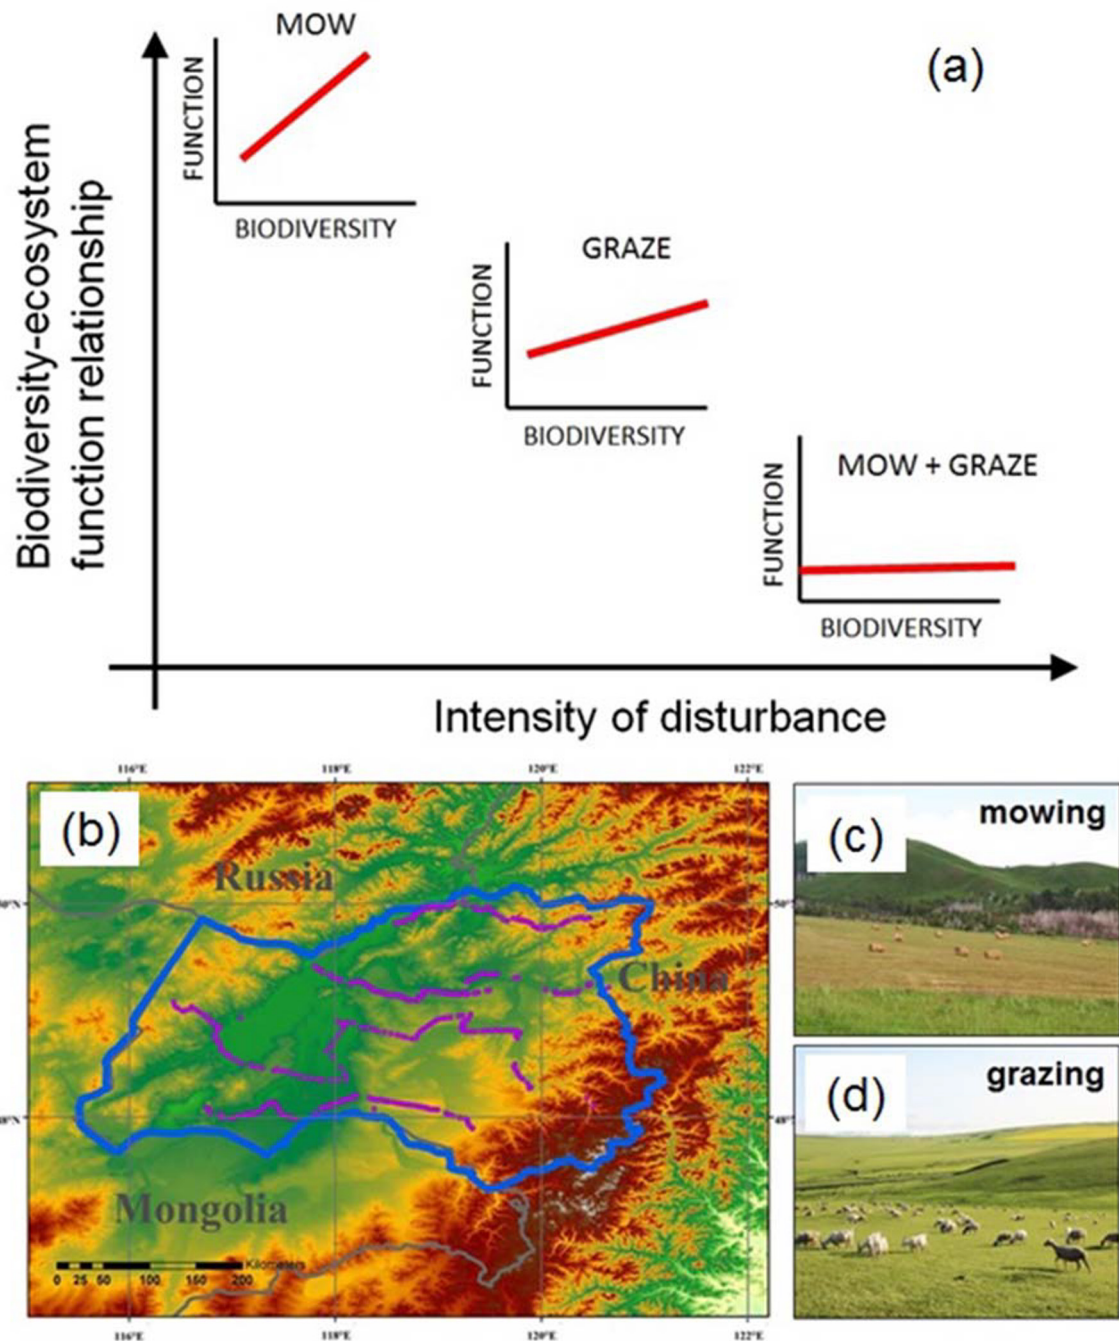 (a)
MOW
FUNCTION
BIODIVERSITY
GRAZE
FUNCTION
BIODIVERSITY
MOW + GRAZE
FUNCTION
BIODIVERSITY
Biodiversity-ecosystem
function relationship
Intensity of disturbance
116°E 118°E 120°E 122°E
(b)
Russia
China
Mongolia
0 25 50 100 150 200 Kilometers
116°E 118°E 120°E 122°E
(c)
mowing
(d)
grazing